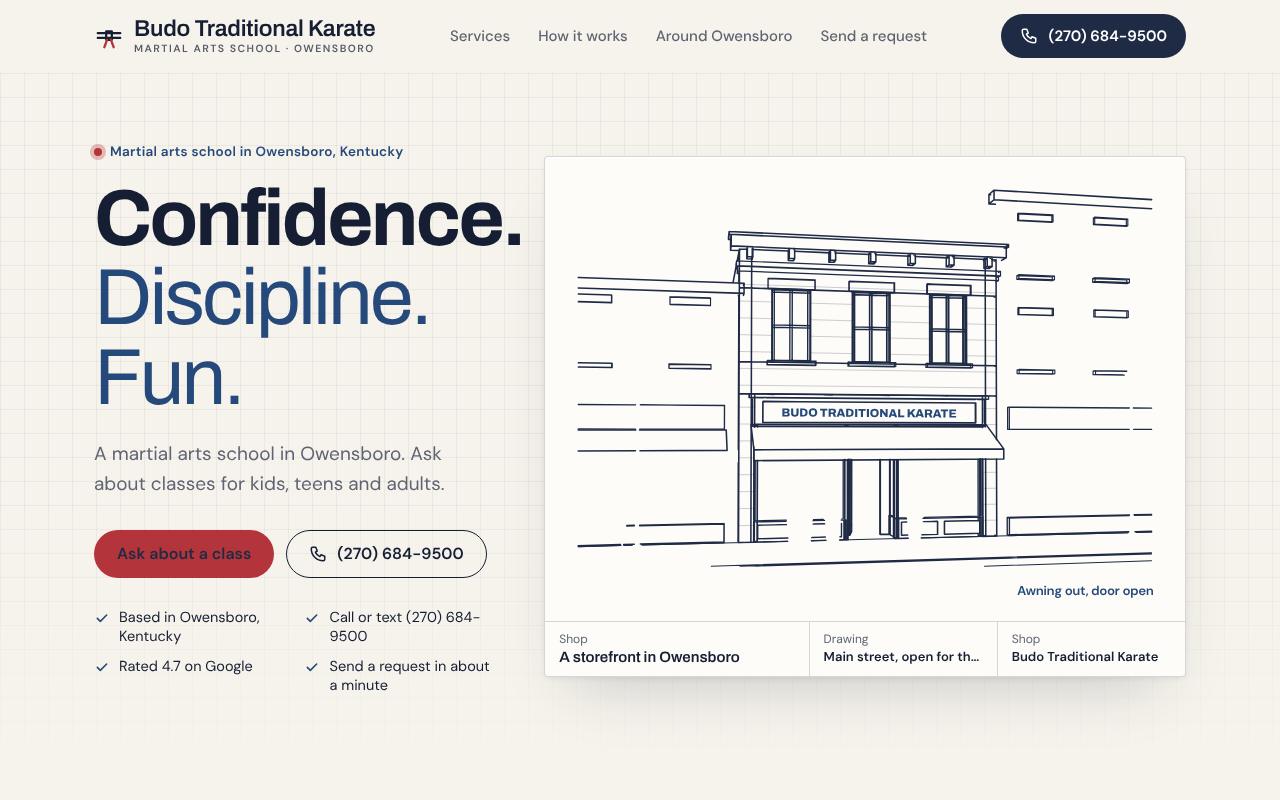 Budo Traditional Karate
MARTIAL ARTS SCHOOL · OWENSBORO
Services
How it works
Around Owensboro
Send a request
(270) 684-9500
Martial arts school in Owensboro, Kentucky
Confidence.
Discipline.
Fun.
A martial arts school in Owensboro. Ask
about classes for kids, teens and adults.
Ask about a class
(270) 684-9500
Based in Owensboro,
Kentucky
Call or text (270) 684-
9500
Rated 4.7 on Google
Send a request in about
a minute
BUDO TRADITIONAL KARATE
Awning out, door open
Shop
A storefront in Owensboro
Drawing
Main street, open for th…
Shop
Budo Traditional Karate